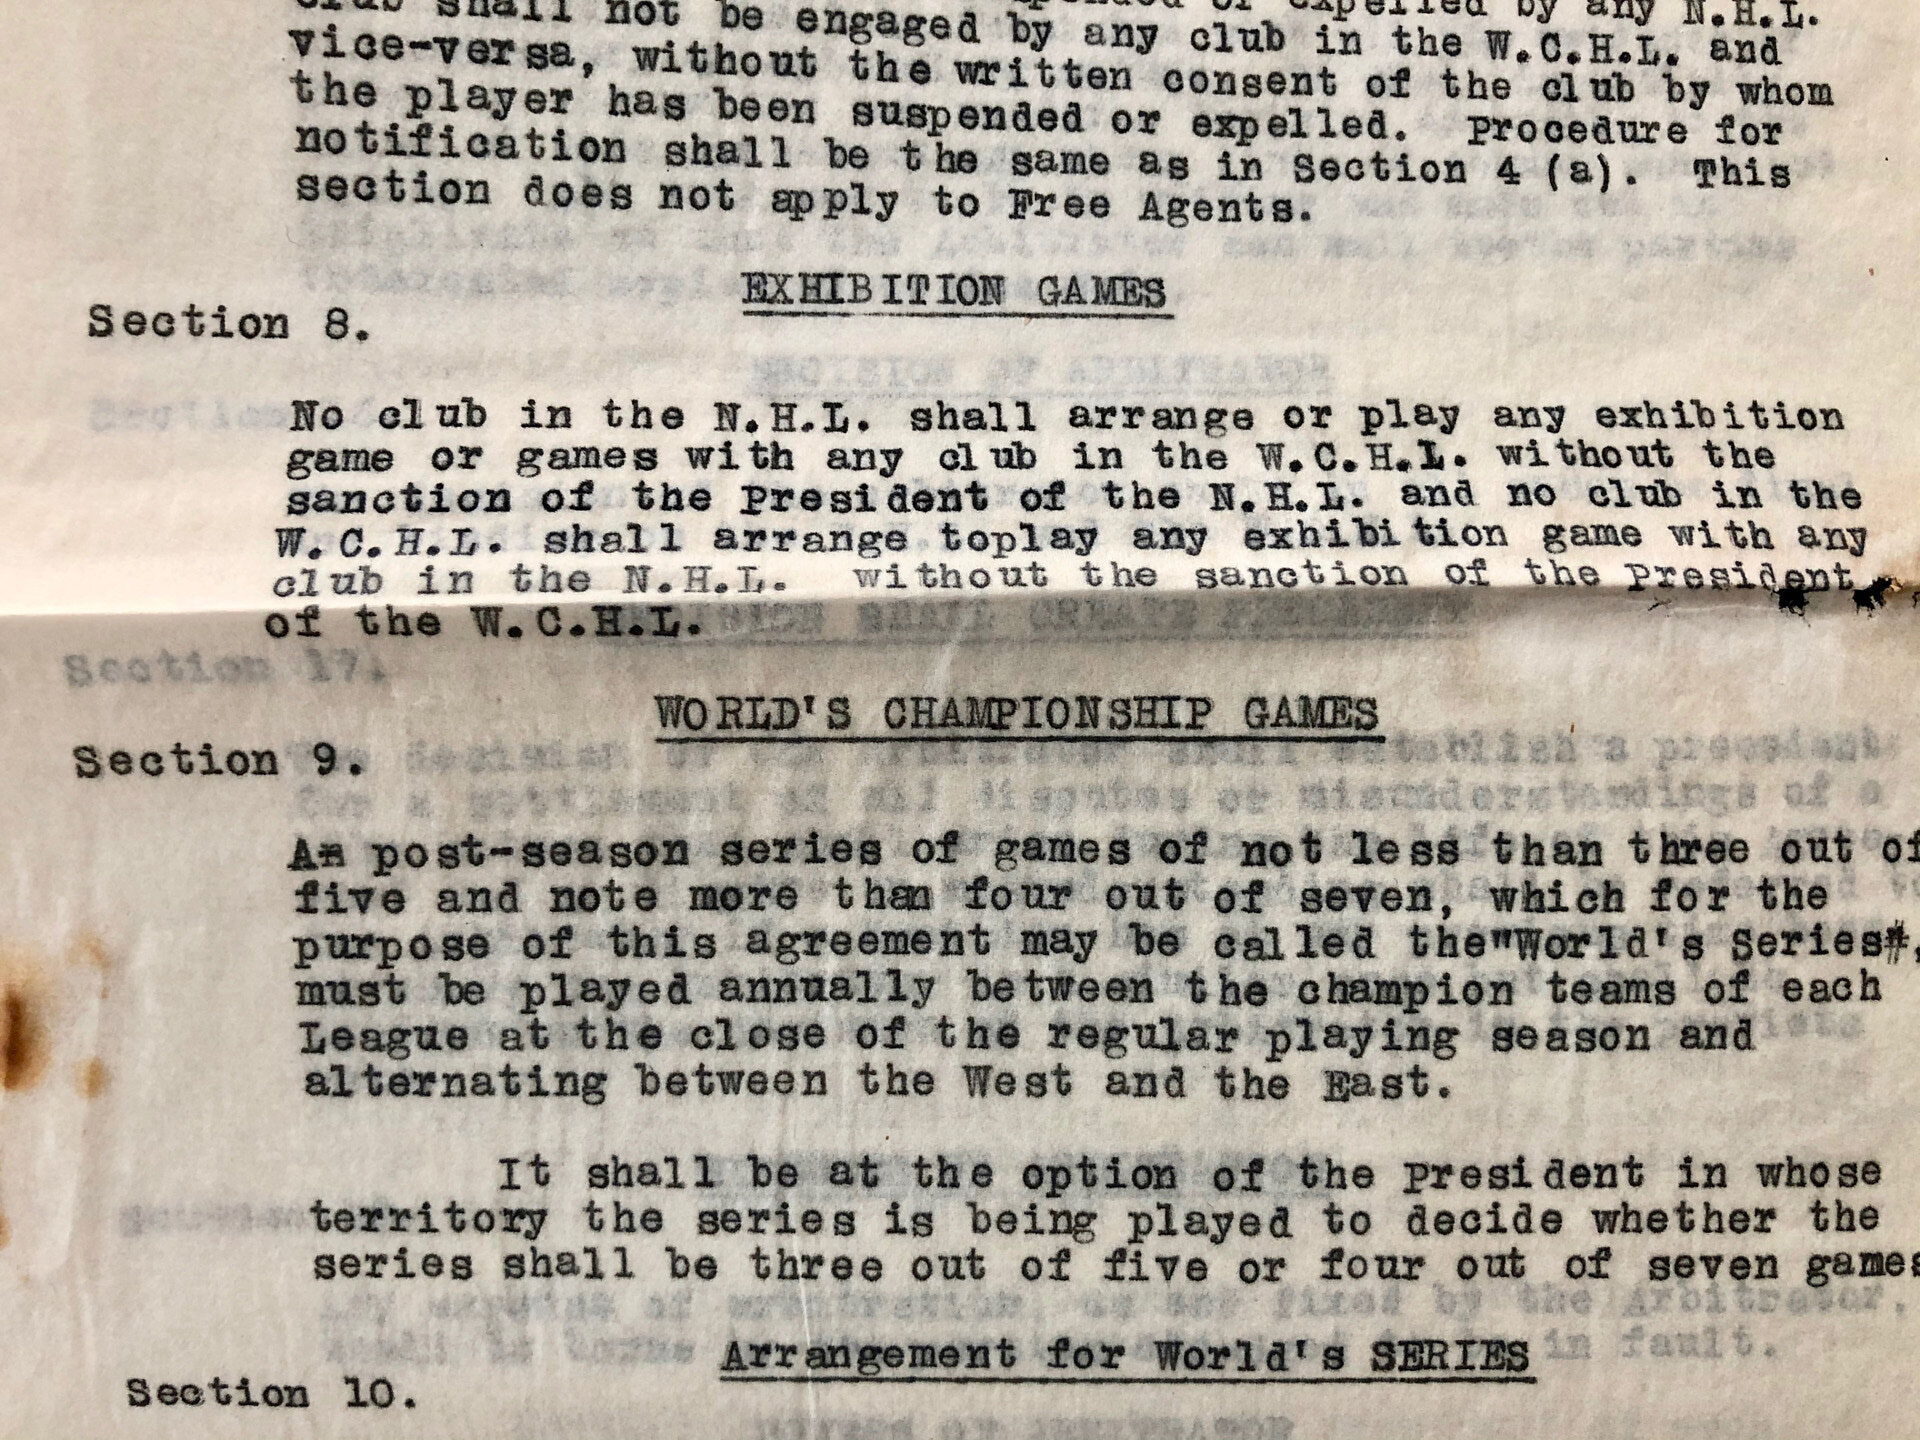 club shall not be engaged by any club in the W.C.H.L. and
expelled by any N.H.L.
vice-versa, without the written consent of the club by whom
the player has been suspended or expelled. Procedure for
notification shall be the same as in Section 4 (a). This
section does not apply to Free Agents.
EXHIBITION GAMES
Section 8.
No club in the N.H.L. shall arrange or play any exhibition
game or games with any club in the W.C.H.L. without the
sanction of the President of the N.H.L. and no club in the
W.C.H.L. shall arrange toplay any exhibition game with any
club in the N.H.L. without the sanction of the President
of the W.C.H.L.
Section 17.
WORLD'S CHAMPIONSHIP GAMES
Section 9.
An post-season series of games of not less than three out of
five and note more than four out of seven, which for the
purpose of this agreement may be called the"World's Series",
must be played annually between the champion teams of each
League at the close of the regular playing season and
alternating between the West and the East.
It shall be at the option of the President in whose
territory the series is being played to decide whether the
series shall be three out of five or four out of seven games
Arrangement for World's SERIES
in fault.
Section 10.